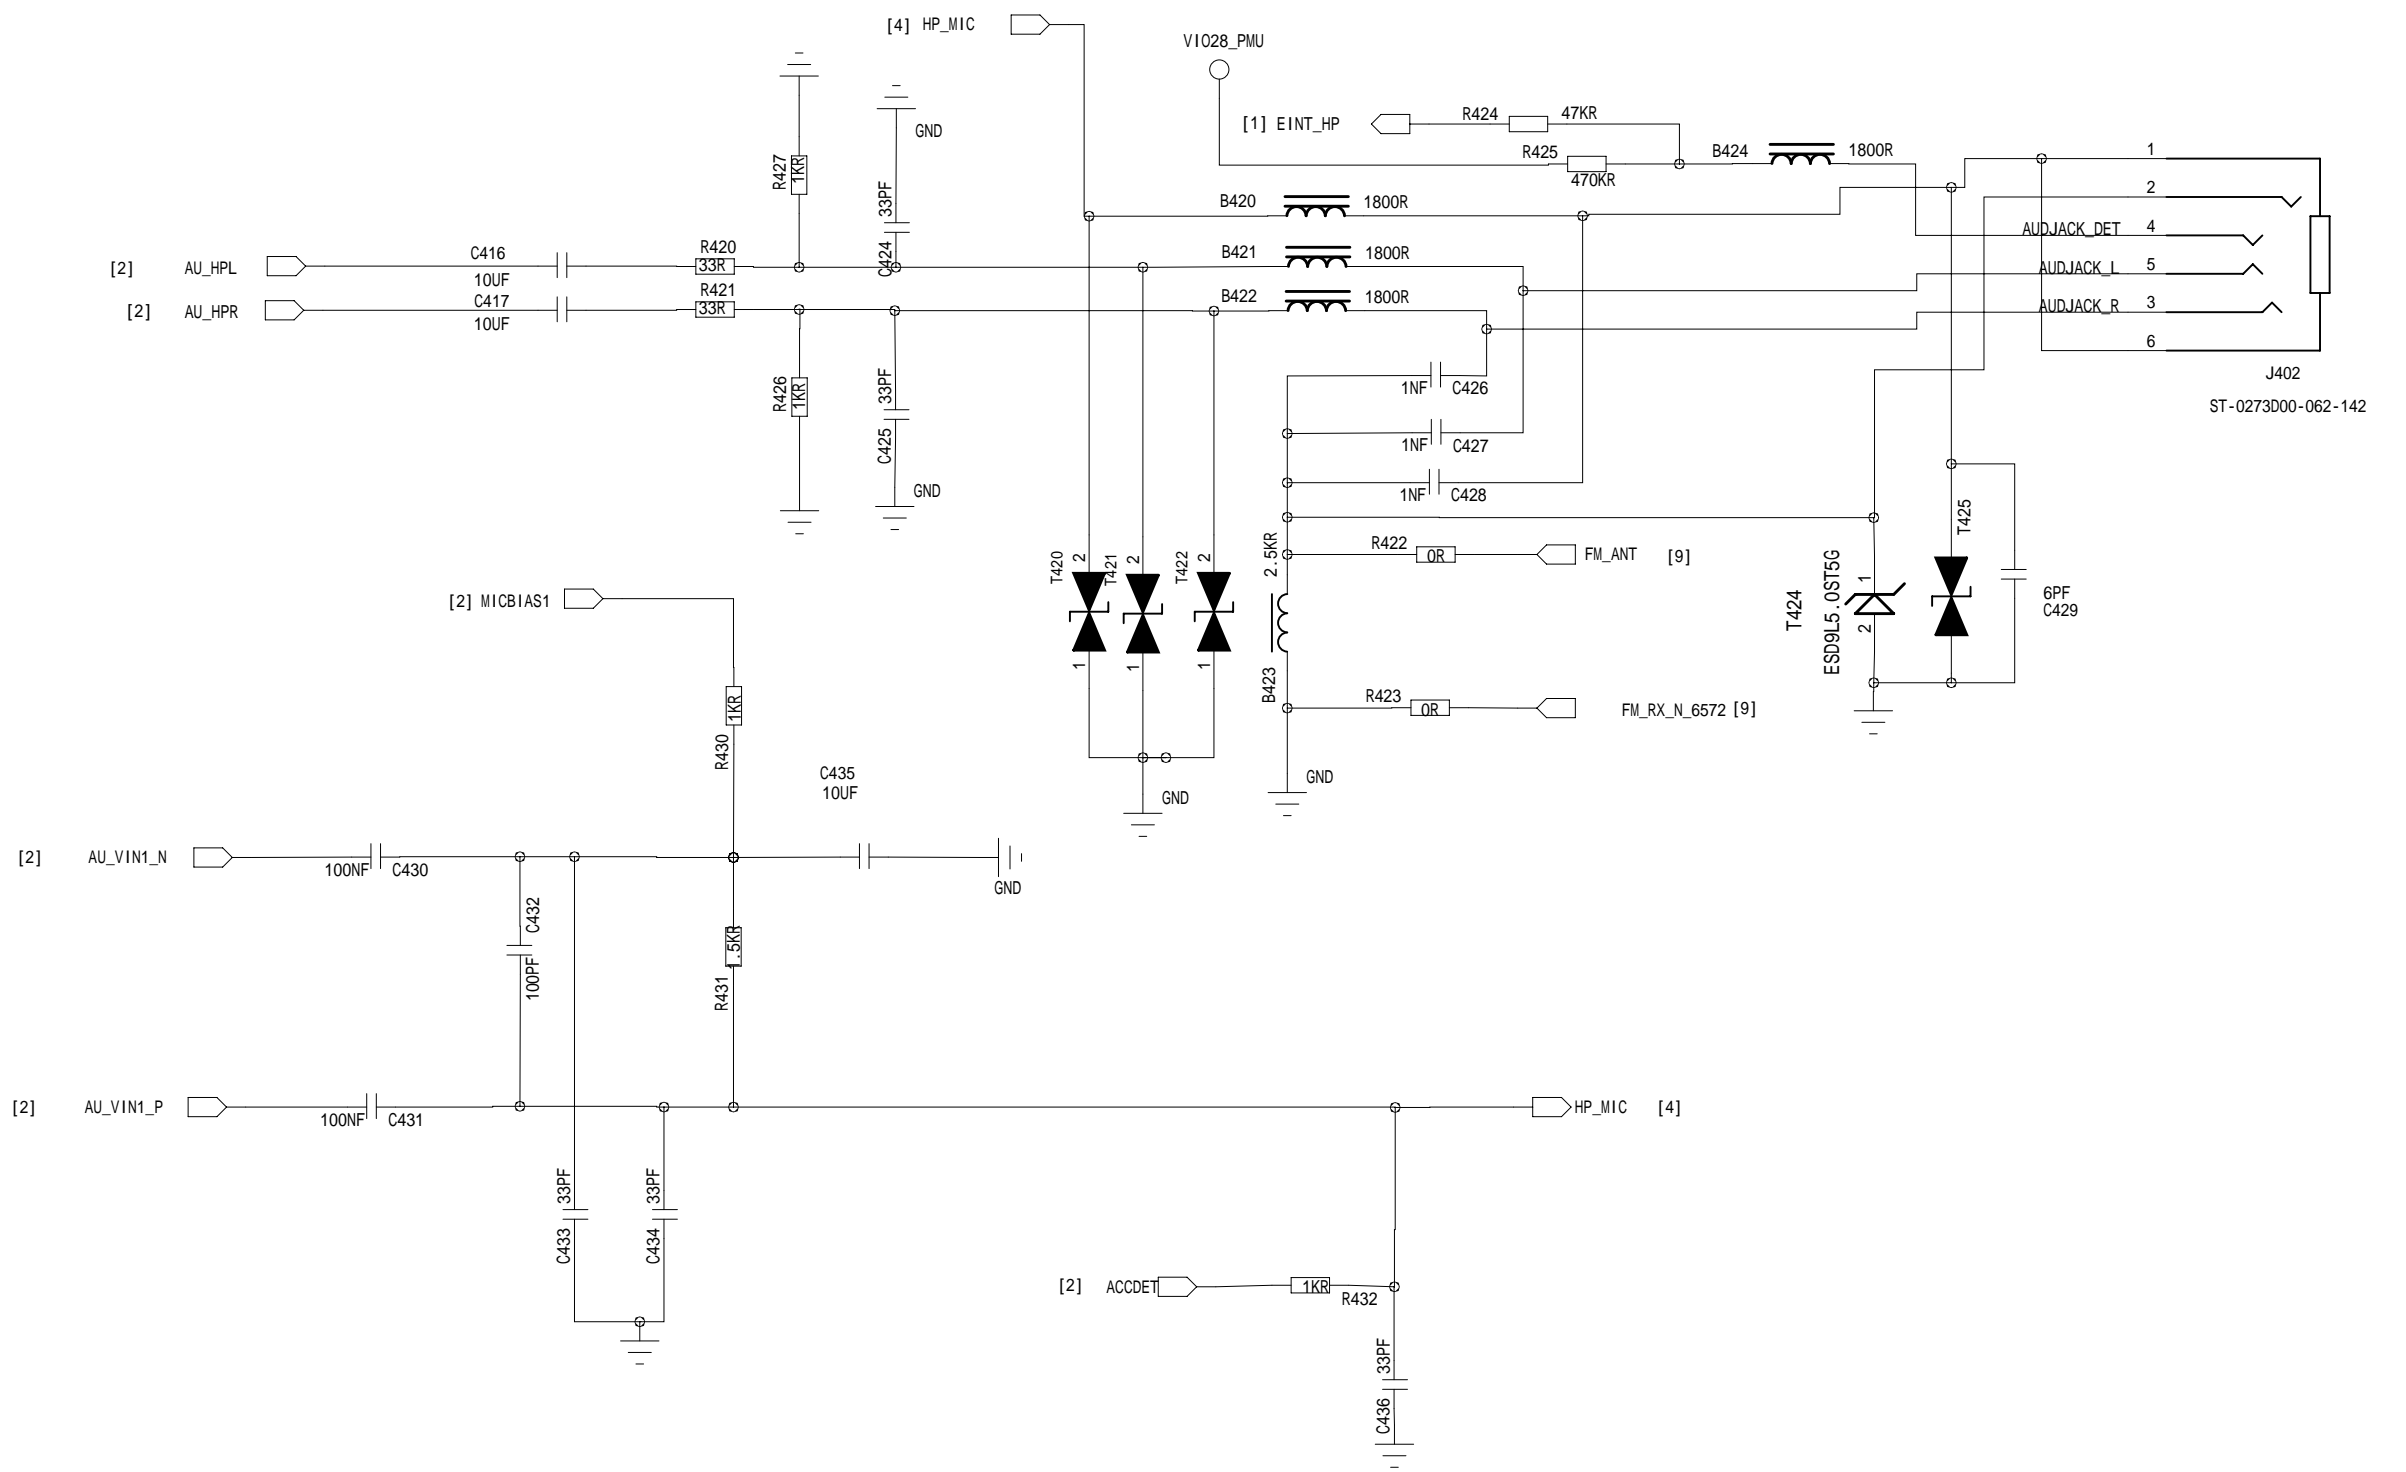 [4] HP_MIC
VIO28_PMU
[1] EINT_HP
R424
47KR
GND
R425
470KR
B424
1800R
R427
1KR
33PF
C424
B420
1800R
[2] AU_HPL
C416
10UF
R420
33R
B421
1800R
[2] AU_HPR
C417
10UF
R421
33R
B422
1800R
1
2
AUDJACK_DET 4
AUDJACK_L 5
AUDJACK_R 3
6
J402
ST-0273D00-062-142
R426
1KR
33PF
C425
GND
1NF C426
1NF C427
1NF C428
2.5KR
B423
R422
0R
FM_ANT [9]
R423
0R
FM_RX_N_6572 [9]
GND
T420
2
1
T421
2
1
T422
2
1
GND
T424
ESD9L5.0ST5G
1
2
T425
6PF
C429
[2] MICBIAS1
1KR
R430
C435
10UF
GND
[2] AU_VIN1_N
100NF C430
C432
100PF
1.5KR
R431
[2] AU_VIN1_P
100NF C431
HP_MIC [4]
33PF
C433
33PF
C434
[2] ACCDET
1KR
R432
33PF
C436